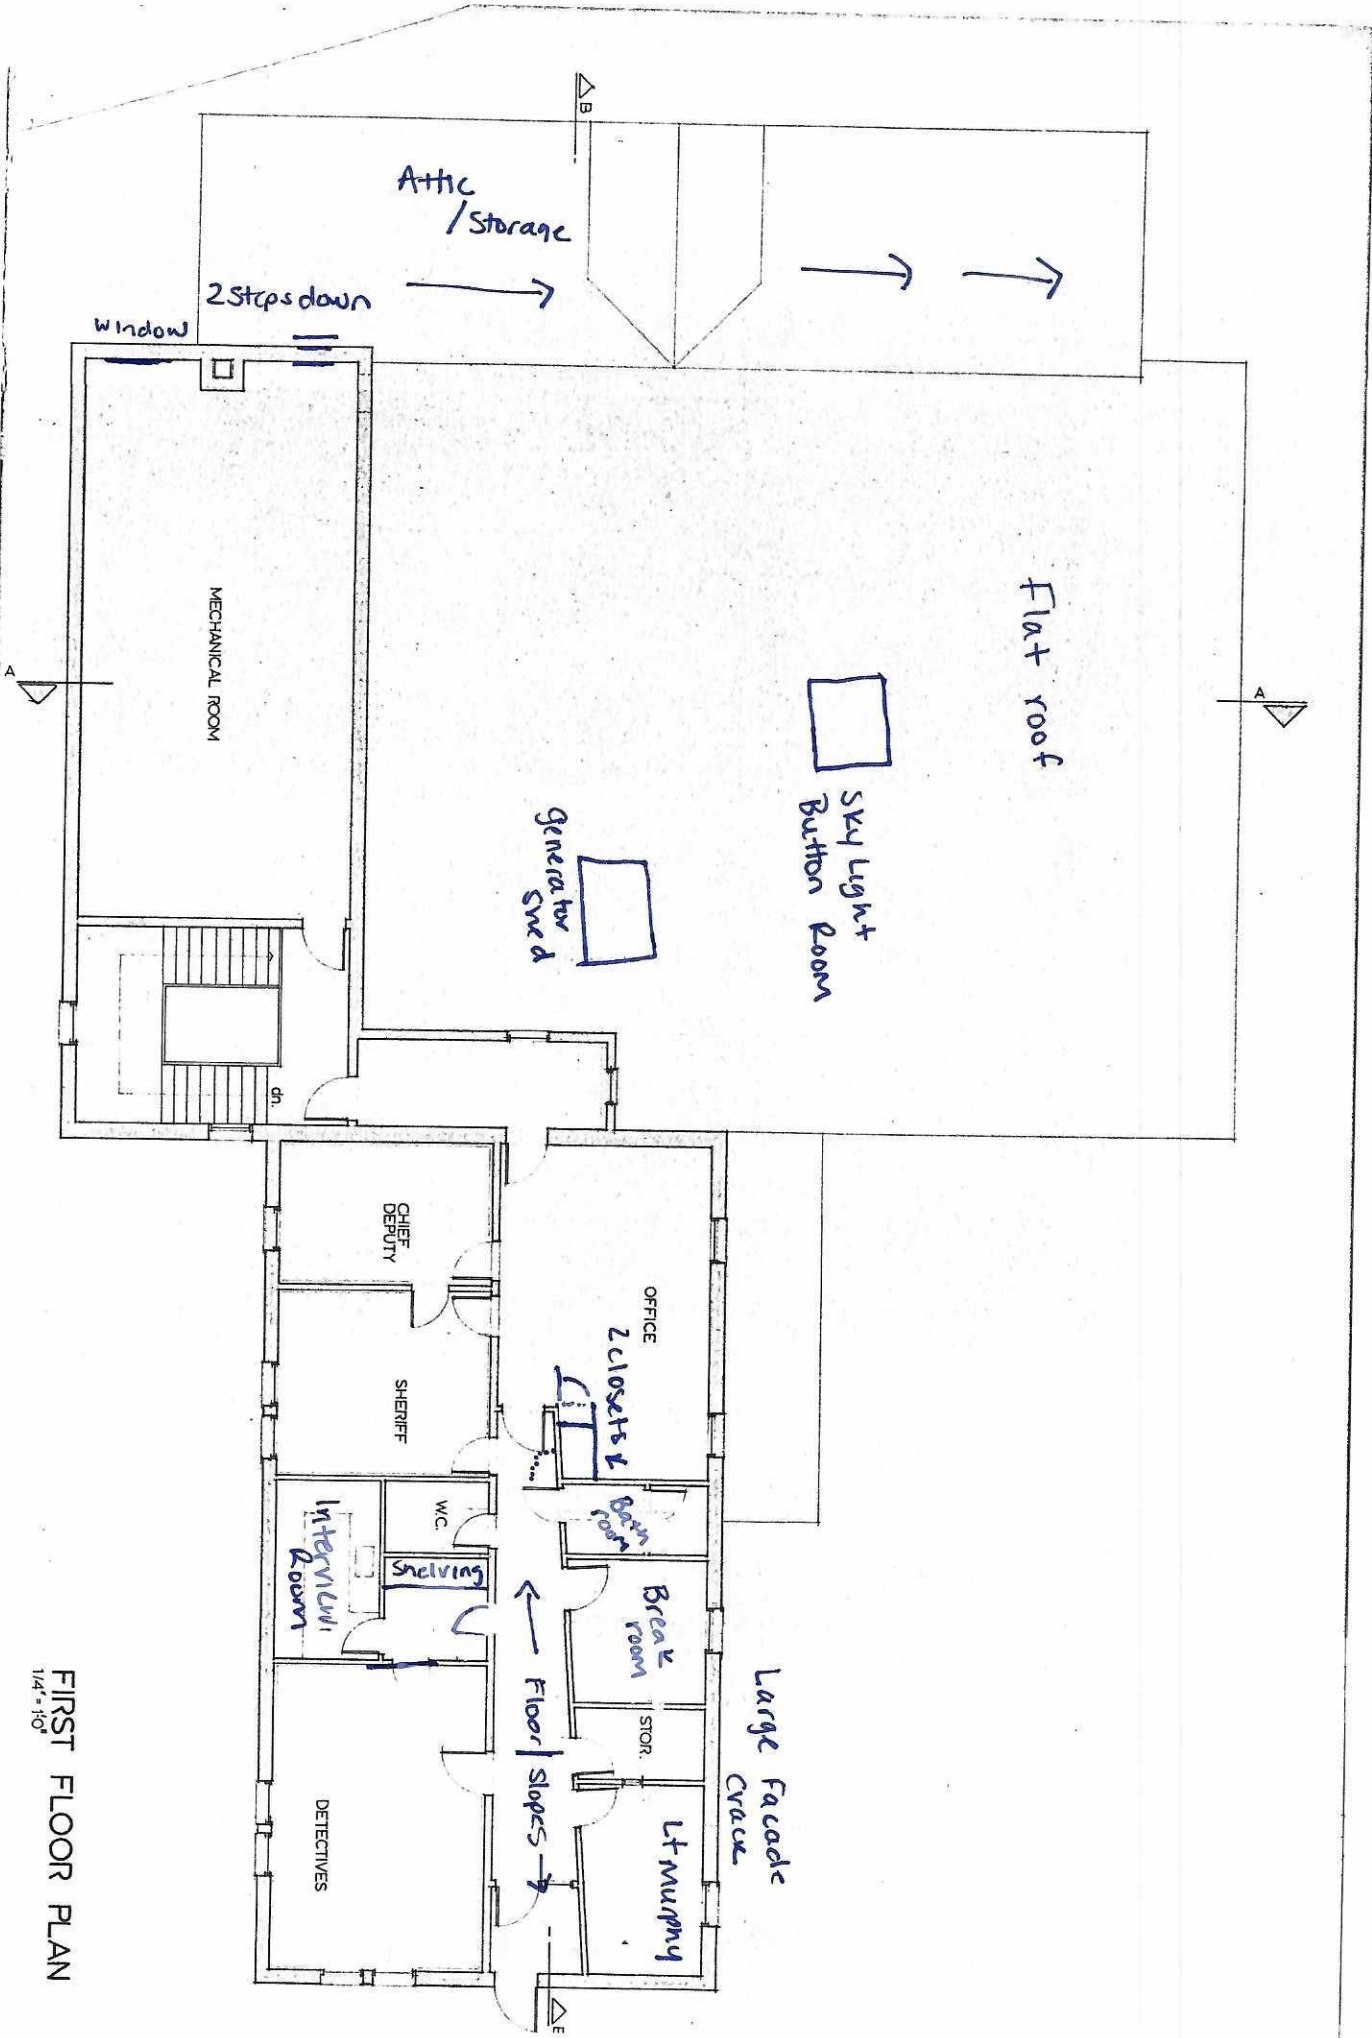 B
Attic
/Storage
2 Steps down
window
Flat roof
Sky Light
Button Room
generator
shed
MECHANICAL ROOM
A
A
dn.
CHIEF
DEPUTY
OFFICE
2 closets
SHERIFF
W.C.
Bath
room
Interview
Room
Shelving
Break
room
Floor | Slopes
STOR.
Large Facade
Crack
Lt Murphy
DETECTIVES
E
FIRST FLOOR PLAN
1/4"=1'0"